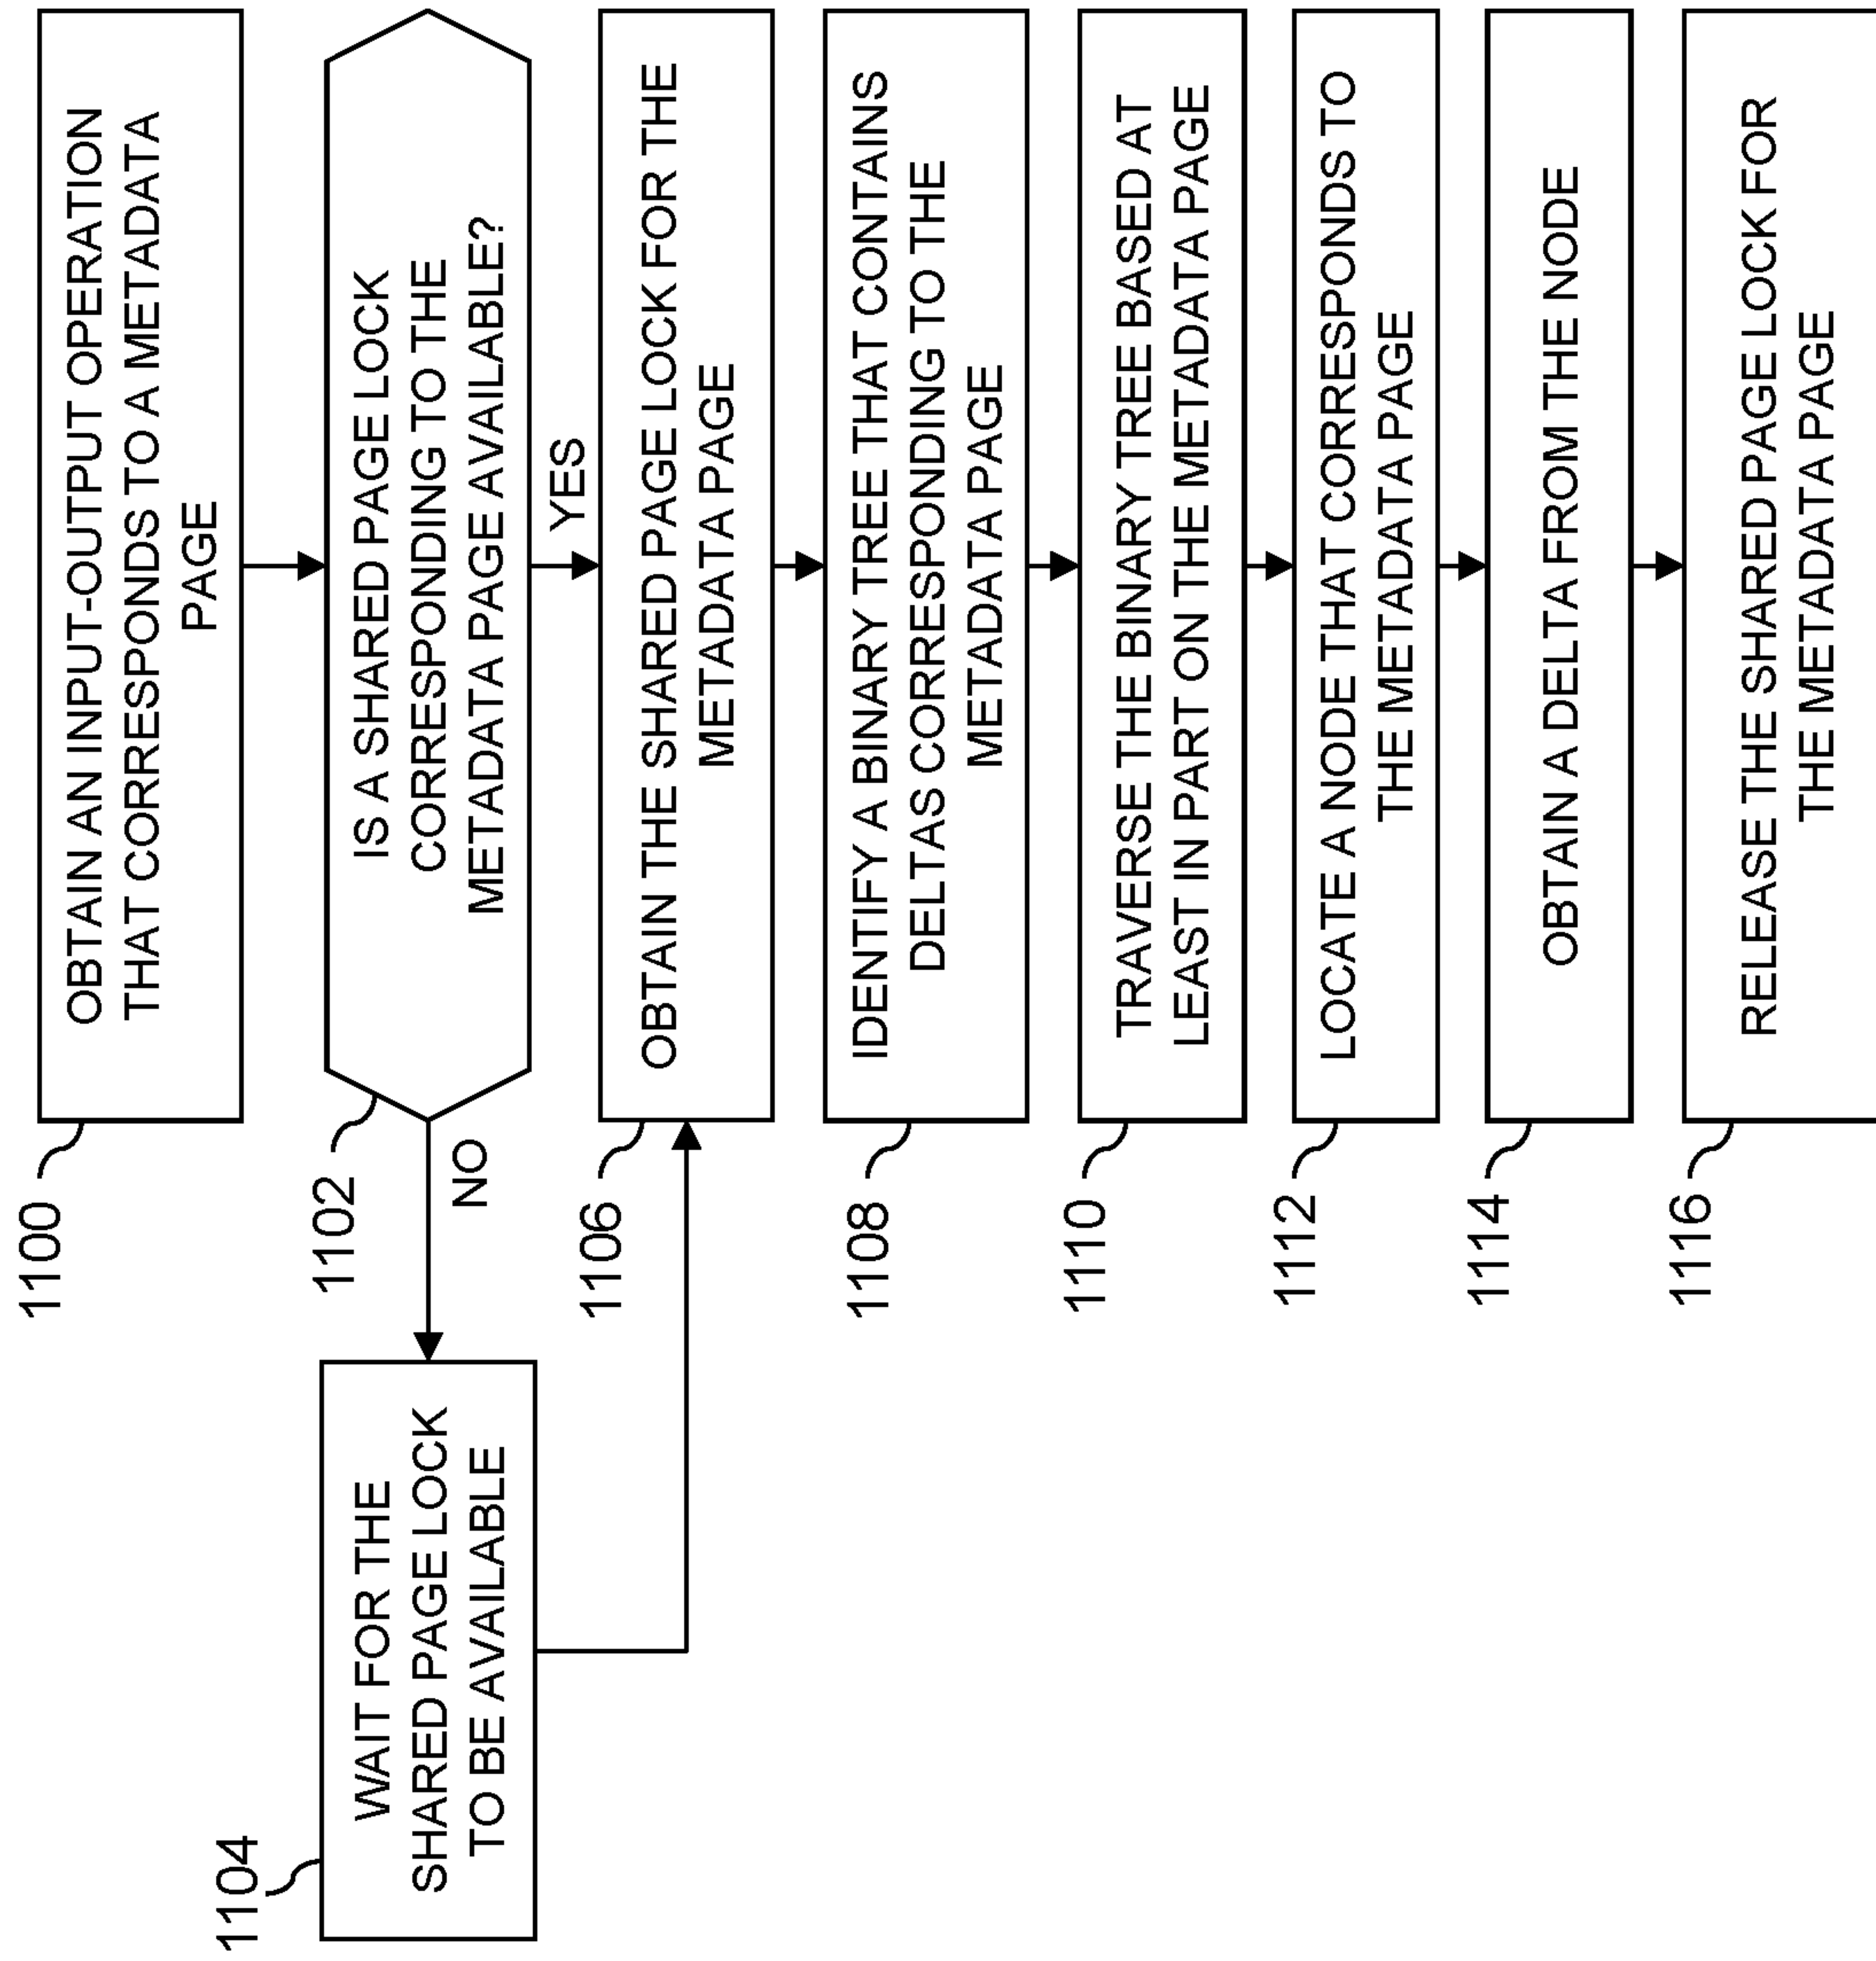 1100
OBTAIN AN INPUT-OUTPUT OPERATION
THAT CORRESPONDS TO A METADATA
PAGE
1102
IS A SHARED PAGE LOCK
CORRESPONDING TO THE
METADATA PAGE AVAILABLE?
NO
YES
1104
WAIT FOR THE
SHARED PAGE LOCK
TO BE AVAILABLE
1106
OBTAIN THE SHARED PAGE LOCK FOR THE
METADATA PAGE
1108
IDENTIFY A BINARY TREE THAT CONTAINS
DELTAS CORRESPONDING TO THE
METADATA PAGE
1110
TRAVERSE THE BINARY TREE BASED AT
LEAST IN PART ON THE METADATA PAGE
1112
LOCATE A NODE THAT CORRESPONDS TO
THE METADATA PAGE
1114
OBTAIN A DELTA FROM THE NODE
1116
RELEASE THE SHARED PAGE LOCK FOR
THE METADATA PAGE